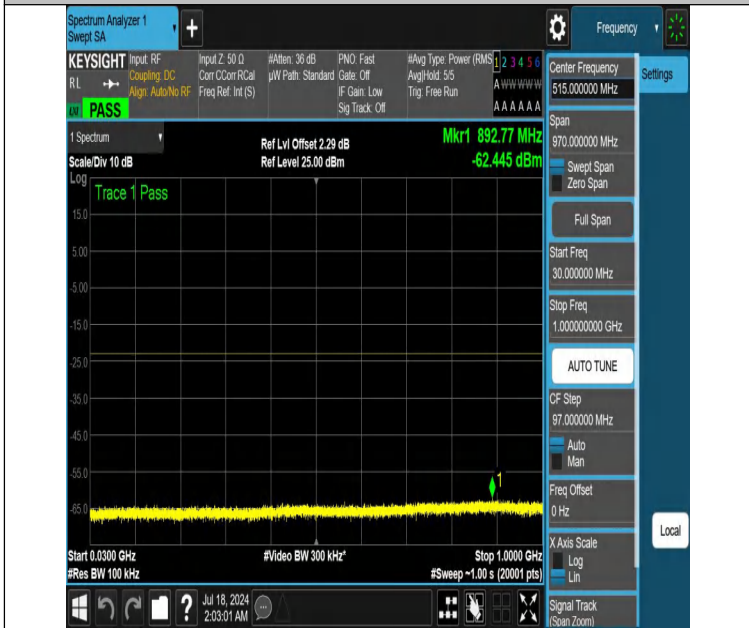 Spectrum Analyzer 1
Swept SA
Frequency
KEYSIGHT
RL
PASS
Input: RF
Coupling: DC
Align: Auto/No RF
Input Z: 50 Ω
Corr CCorr RCal
Freq Ref: Int (S)
#Atten: 36 dB
µW Path: Standard
PNO: Fast
Gate: Off
IF Gain: Low
Sig Track: Off
#Avg Type: Power (RMS
Avg|Hold: 5/5
Trig: Free Run
1 2 3 4 5 6
A W W W W W
A A A A A A
1 Spectrum
Scale/Div 10 dB
Ref Lvl Offset 2.29 dB
Ref Level 25.00 dBm
Mkr1 892.77 MHz
-62.445 dBm
Log
Trace 1 Pass
15.0
5.00
-5.00
-15.0
-25.0
-35.0
-45.0
-55.0
-65.0
1
Start 0.0300 GHz
#Res BW 100 kHz
#Video BW 300 kHz*
Stop 1.0000 GHz
#Sweep ~1.00 s (20001 pts)
Jul 18, 2024
2:03:01 AM
Center Frequency
515.000000 MHz
Settings
Span
970.000000 MHz
Swept Span
Zero Span
Full Span
Start Freq
30.000000 MHz
Stop Freq
1.000000000 GHz
AUTO TUNE
CF Step
97.000000 MHz
Auto
Man
Freq Offset
0 Hz
X Axis Scale
Log
Lin
Local
Signal Track
(Span Zoom)